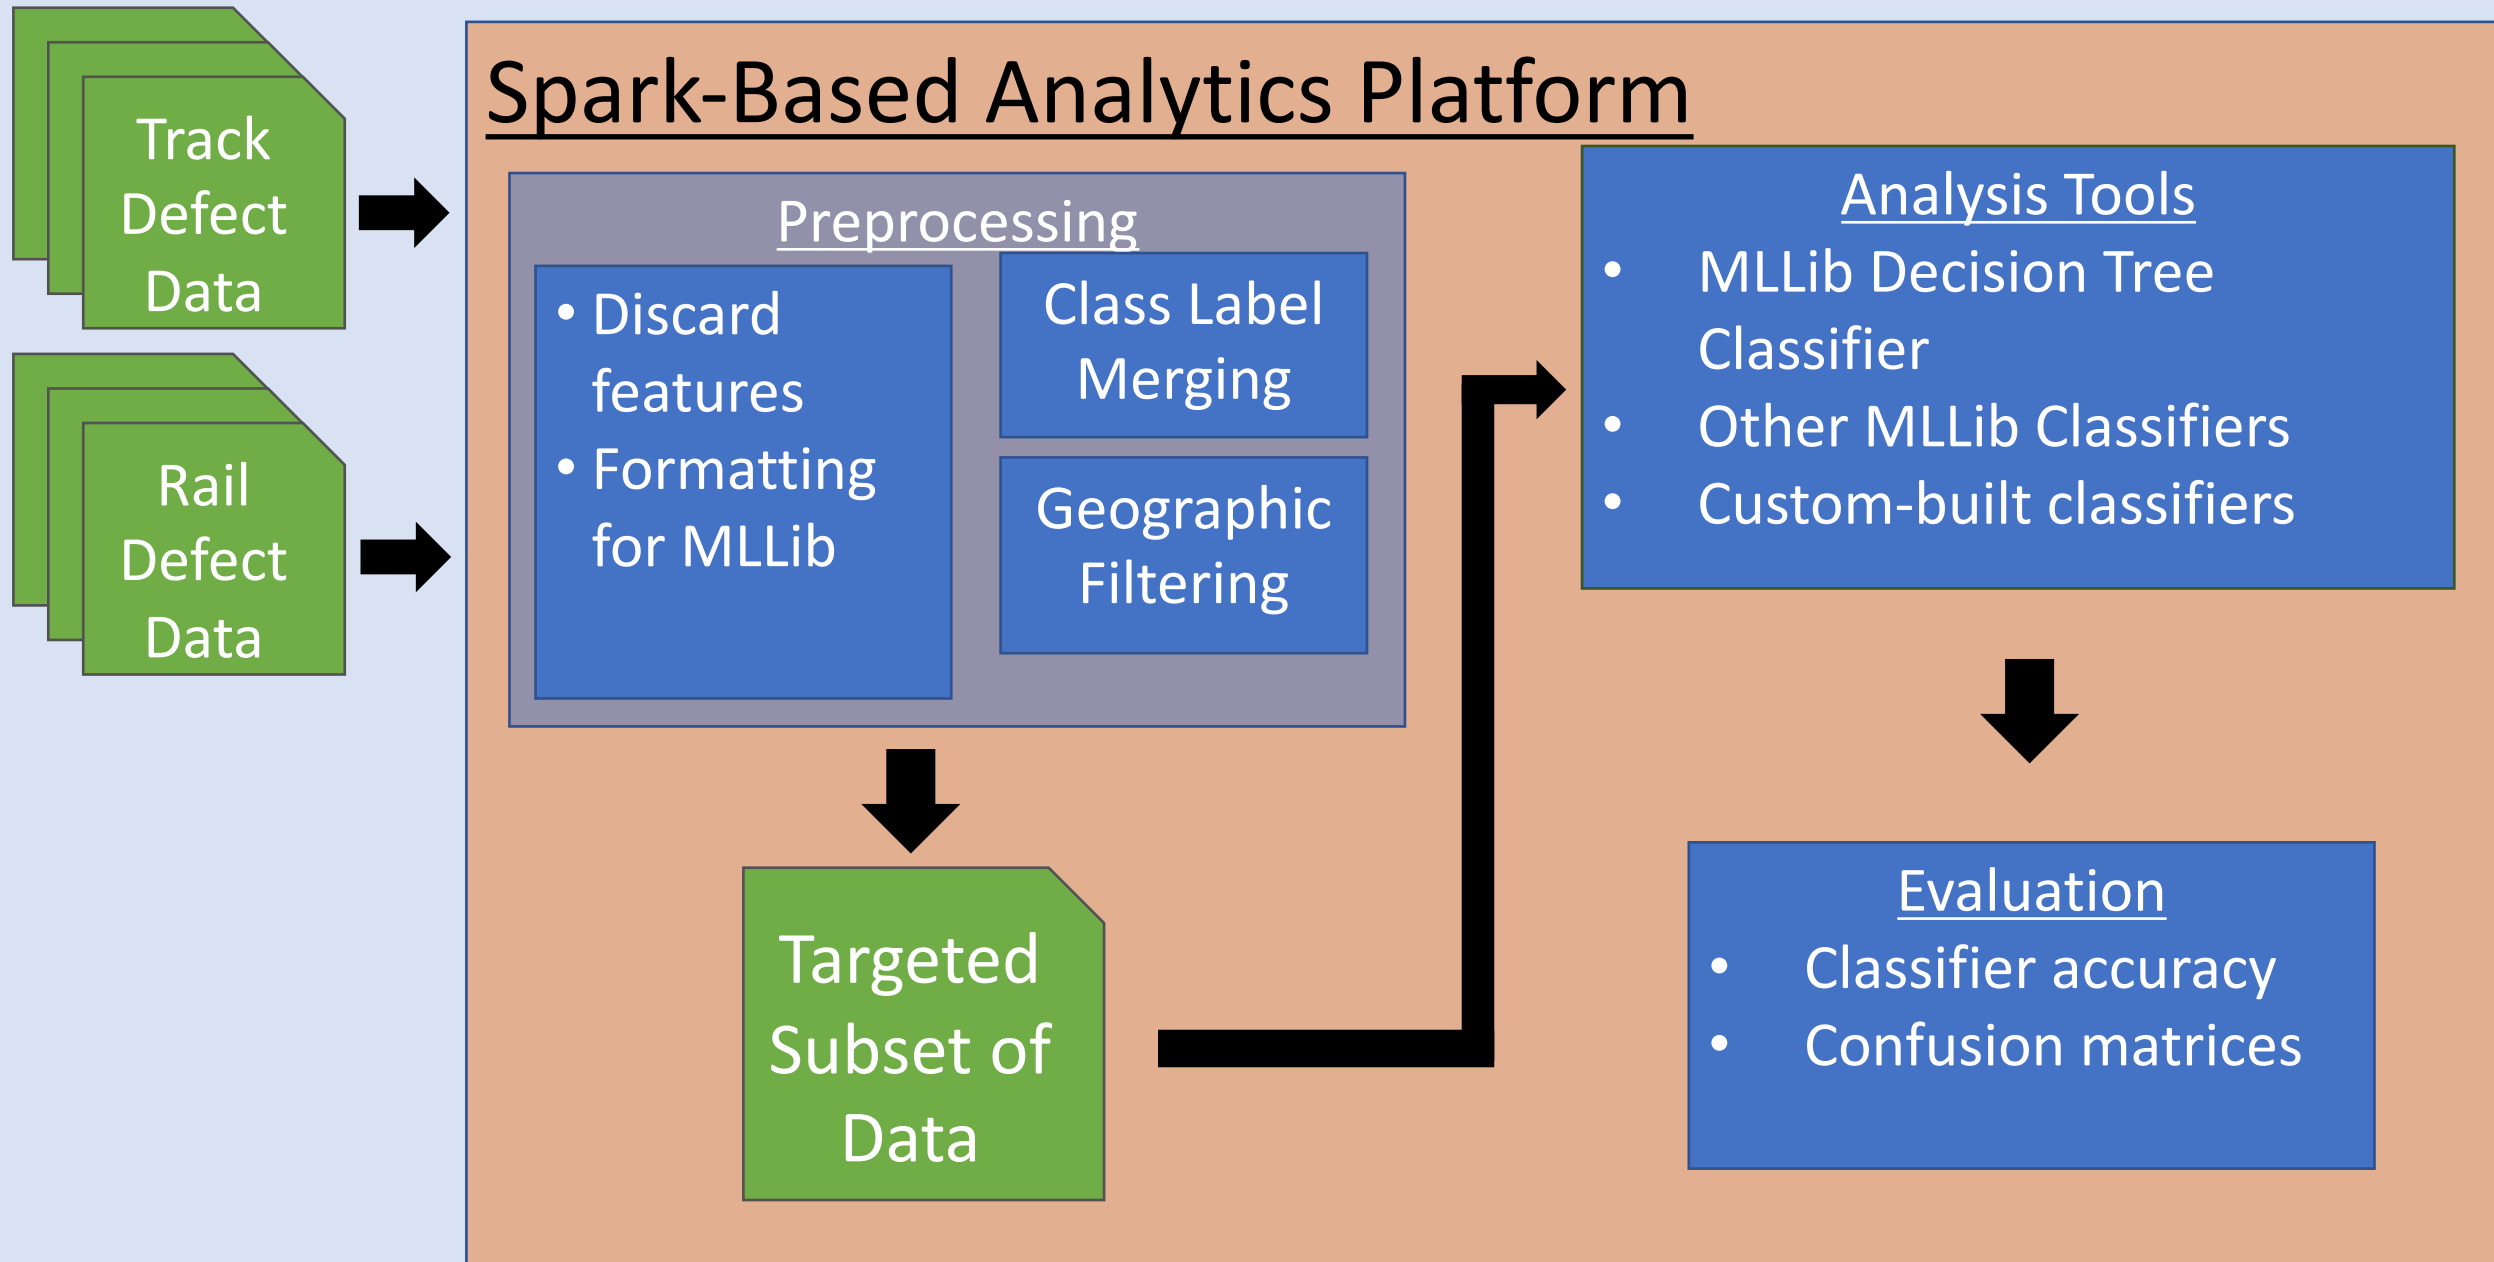 Spark-Based Analytics Platform
Track
Defect
Data
Rail
Defect
Data
Preprocessing
• Discard
features
• Formatting
for MLLib
Class Label
Merging
Geographic
Filtering
Targeted
Subset of
Data
Analysis Tools
• MLLib Decision Tree
Classifier
• Other MLLib Classifiers
• Custom-built classifiers
Evaluation
• Classifier accuracy
• Confusion matrices